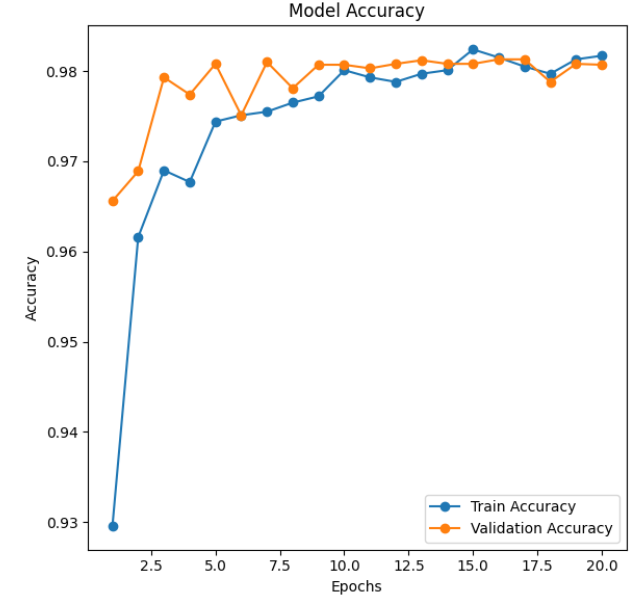 Model Accuracy
0.98
0.97
0.96
0.95
0.94
0.93
Accuracy
2.5 5.0 7.5 10.0 12.5 15.0 17.5 20.0
Epochs
Train Accuracy
Validation Accuracy